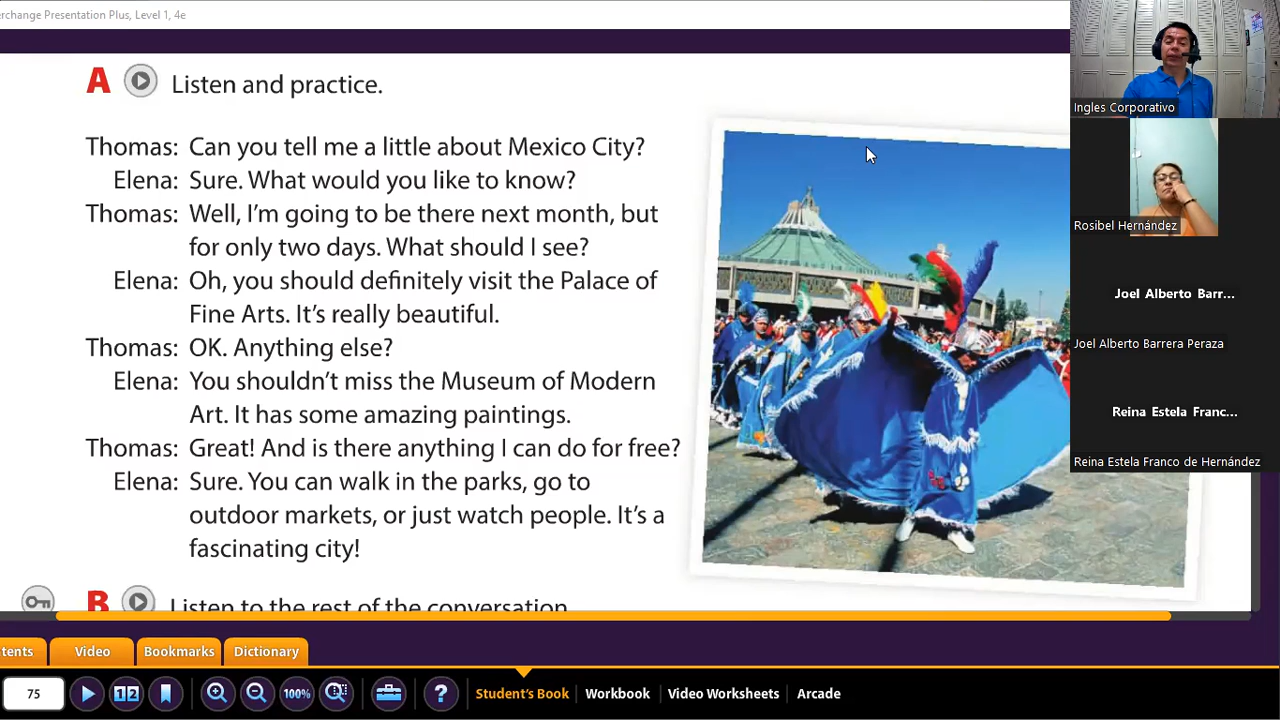 erchange Presentation Plus, Level 1, 4e
A Listen and practice.
Thomas: Can you tell me a little about Mexico City?
Elena: Sure. What would you like to know?
Thomas: Well, I'm going to be there next month, but
for only two days. What should I see?
Elena: Oh, you should definitely visit the Palace of
Fine Arts. It's really beautiful.
Thomas: OK. Anything else?
Elena: You shouldn't miss the Museum of Modern
Art. It has some amazing paintings.
Thomas: Great! And is there anything I can do for free?
Elena: Sure. You can walk in the parks, go to
outdoor markets, or just watch people. It's a
fascinating city!
B Listen to the rest of the conversation
Ingles Corporativo
Rosibel Hernández
Joel Alberto Barr...
Joel Alberto Barrera Peraza
Reina Estela Franc...
Reina Estela Franco de Hernández
tents Video Bookmarks Dictionary
75 1 2 100% ? Student's Book Workbook Video Worksheets Arcade